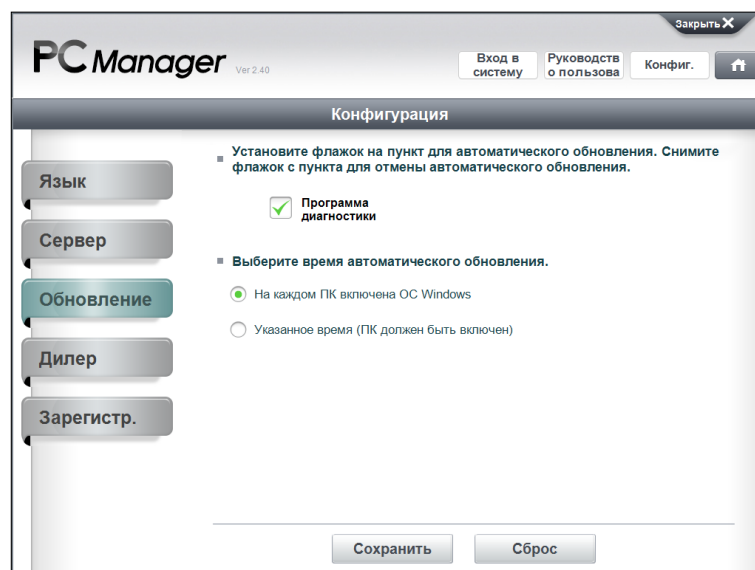 Закрыть X
PC Manager Ver 2.40
Вход в
систему
Руководств
о пользова
Конфиг.
Конфигурация
Язык
Сервер
Обновление
Дилер
Зарегистр.
Установите флажок на пункт для автоматического обновления. Снимите
флажок с пункта для отмены автоматического обновления.
Программа
диагностики
Выберите время автоматического обновления.
На каждом ПК включена ОС Windows
Указанное время (ПК должен быть включен)
Сохранить
Сброс